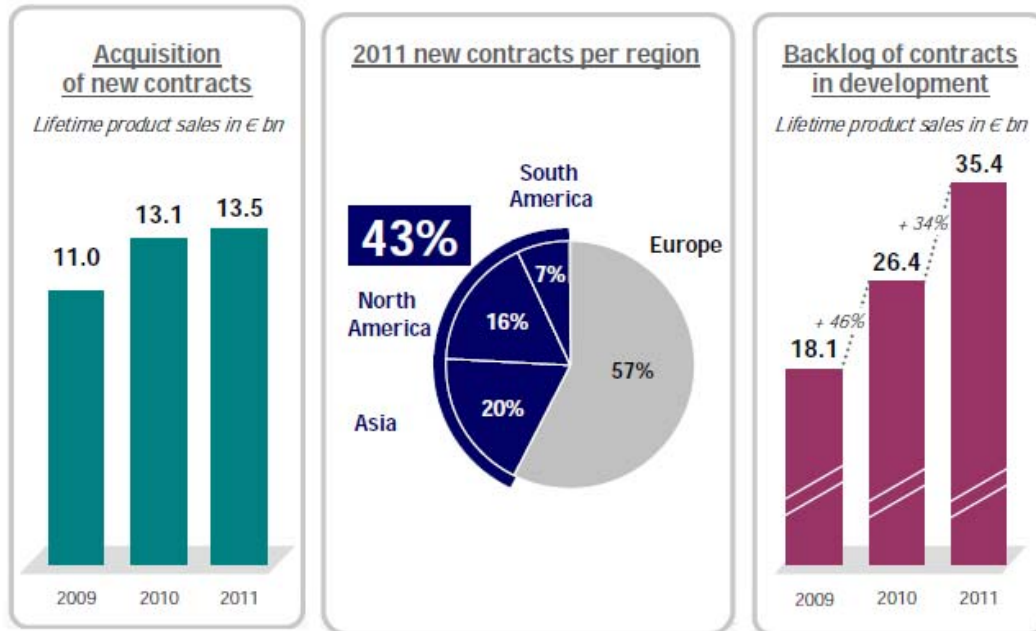 Acquisition
of new contracts
Lifetime product sales in € bn
11.0
13.1
13.5
2009
2010
2011
2011 new contracts per region
43%
South
America
Europe
North
America
Asia
7%
16%
20%
57%
Backlog of contracts
in development
Lifetime product sales in € bn
18.1
+ 46%
26.4
+ 34%
35.4
2009
2010
2011